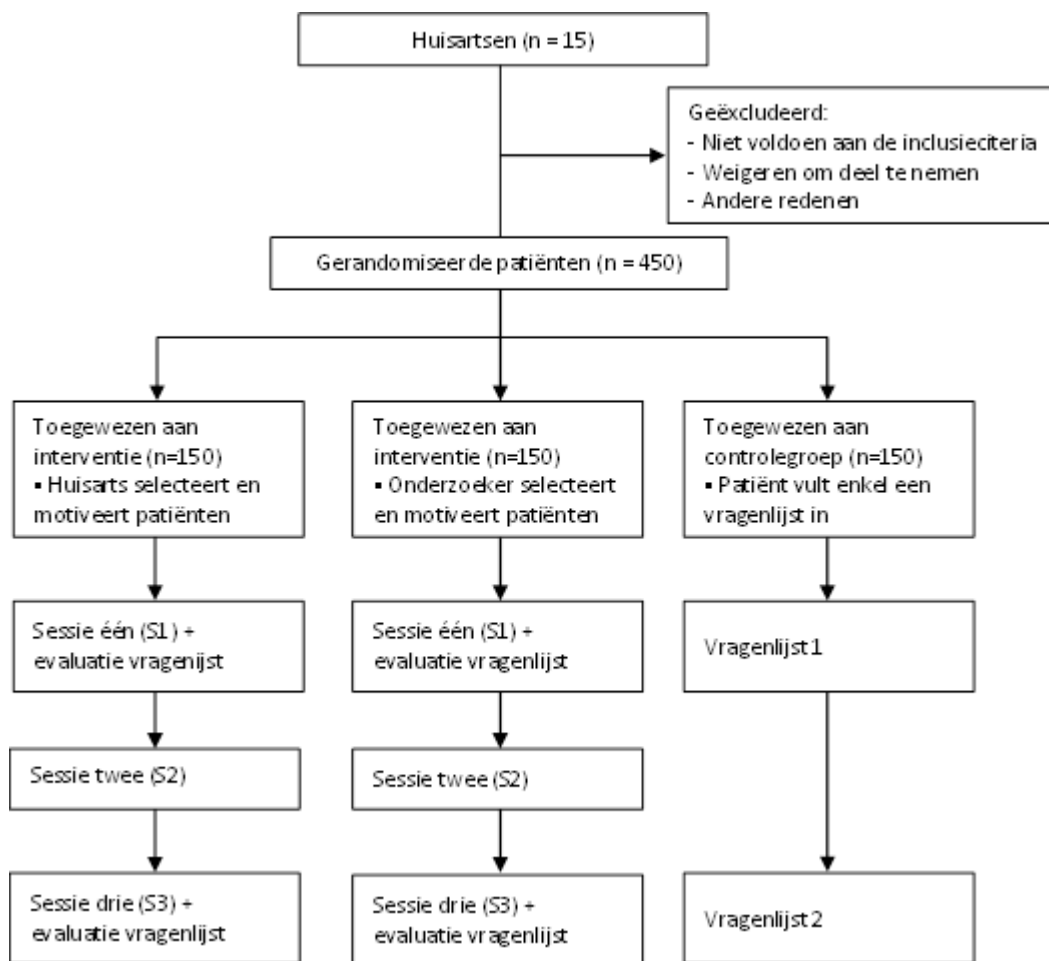 Huisartsen (n = 15)
Geëxcludeerd:
- Niet voldoen aan de inclusieciteria
- Weigeren om deel te nemen
- Andere redenen
Gerandomiseerde patiënten (n = 450)
Toegewezen aan
interventie (n=150)
▪ Huisarts selecteert en
motiveert patiënten
Toegewezen aan
interventie (n=150)
▪ Onderzoeker selecteert
en motiveert patiënten
Toegewezen aan
controlegroep (n=150)
▪ Patiënt vult enkel een
vragenlijst in
Sessie één (S1) +
evaluatie vragenijst
Sessie één (S1) +
evaluatie vragenlijst
Vragenlijst 1
Sessie twee (S2)
Sessie twee (S2)
Sessie drie (S3) +
evaluatie vragenlijst
Sessie drie (S3) +
evaluatie vragenlijst
Vragenlijst 2